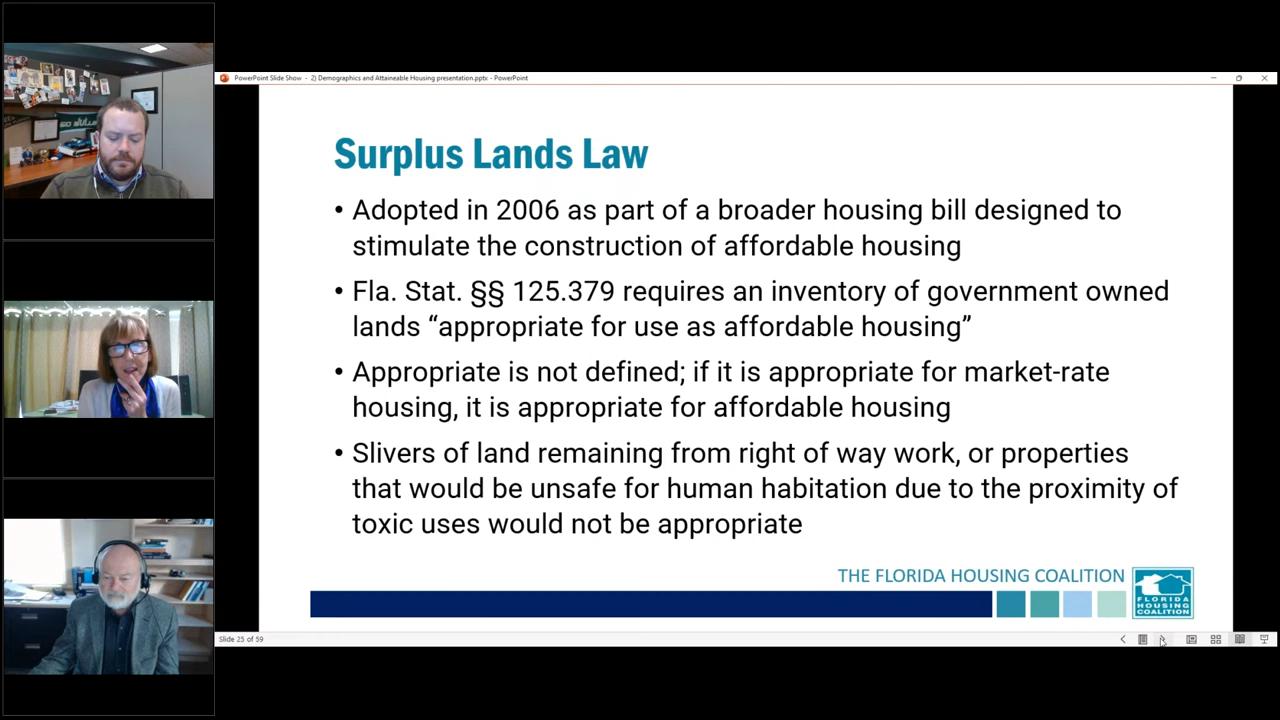 PowerPoint Slide Show - 2) Demographics and Attaineable Housing presentation.pptx - PowerPoint
Surplus Lands Law
• Adopted in 2006 as part of a broader housing bill designed to
stimulate the construction of affordable housing
• Fla. Stat. §§ 125.379 requires an inventory of government owned
lands “appropriate for use as affordable housing”
• Appropriate is not defined; if it is appropriate for market-rate
housing, it is appropriate for affordable housing
• Slivers of land remaining from right of way work, or properties
that would be unsafe for human habitation due to the proximity of
toxic uses would not be appropriate
THE FLORIDA HOUSING COALITION
FLORIDA
HOUSING
COALITION
Slide 25 of 59